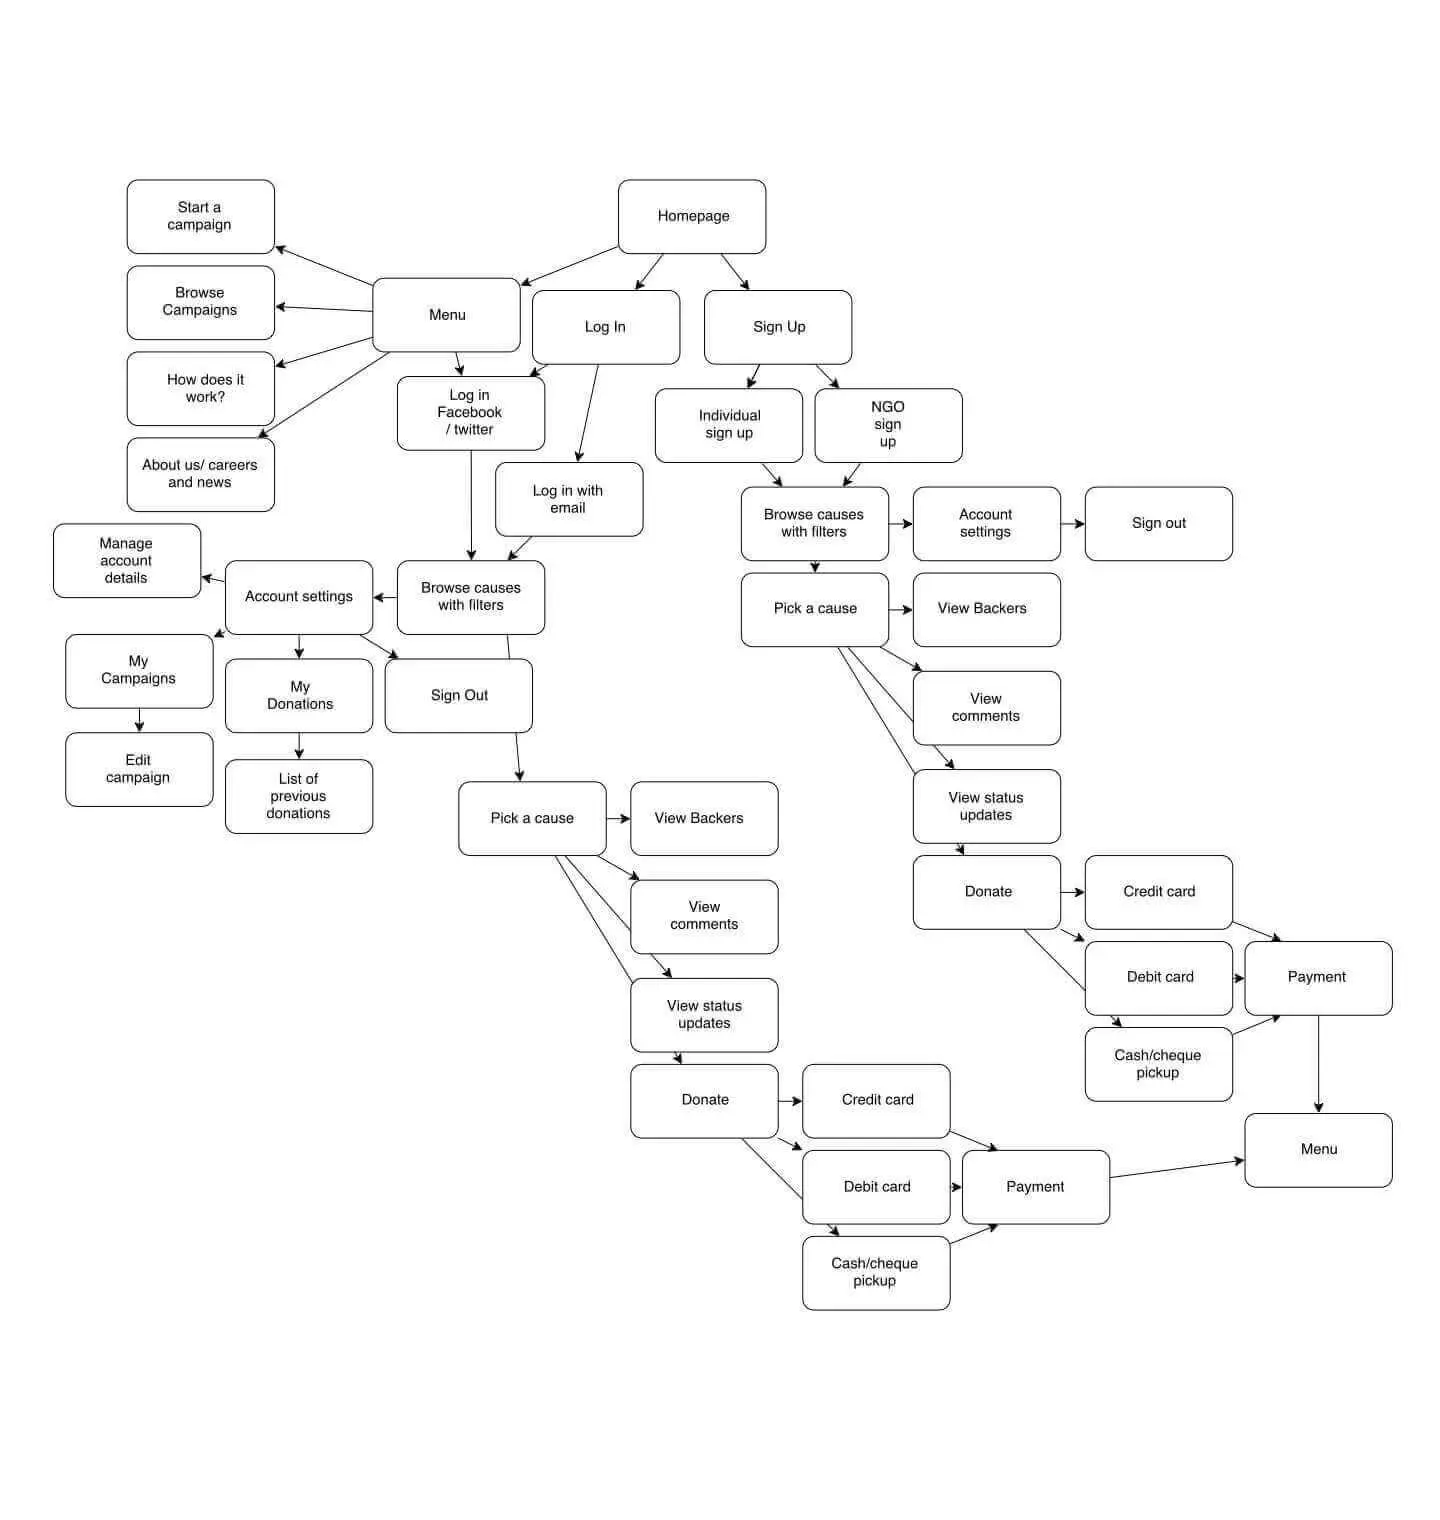 Start a
campaign
Homepage
Browse
Campaigns
Menu
Log In
Sign Up
How does it
work?
Log in
Facebook
/ twitter
Individual
sign up
NGO
sign
up
About us/ careers
and news
Log in with
email
Browse causes
with filters
Account
settings
Sign out
Manage
account
details
Account settings
Browse causes
with filters
Pick a cause
View Backers
My
Campaigns
My
Donations
Sign Out
View
comments
Edit
campaign
List of
previous
donations
Pick a cause
View Backers
View status
updates
View
comments
Donate
Credit card
View status
updates
Debit card
Payment
Cash/cheque
pickup
Donate
Credit card
Menu
Debit card
Payment
Cash/cheque
pickup